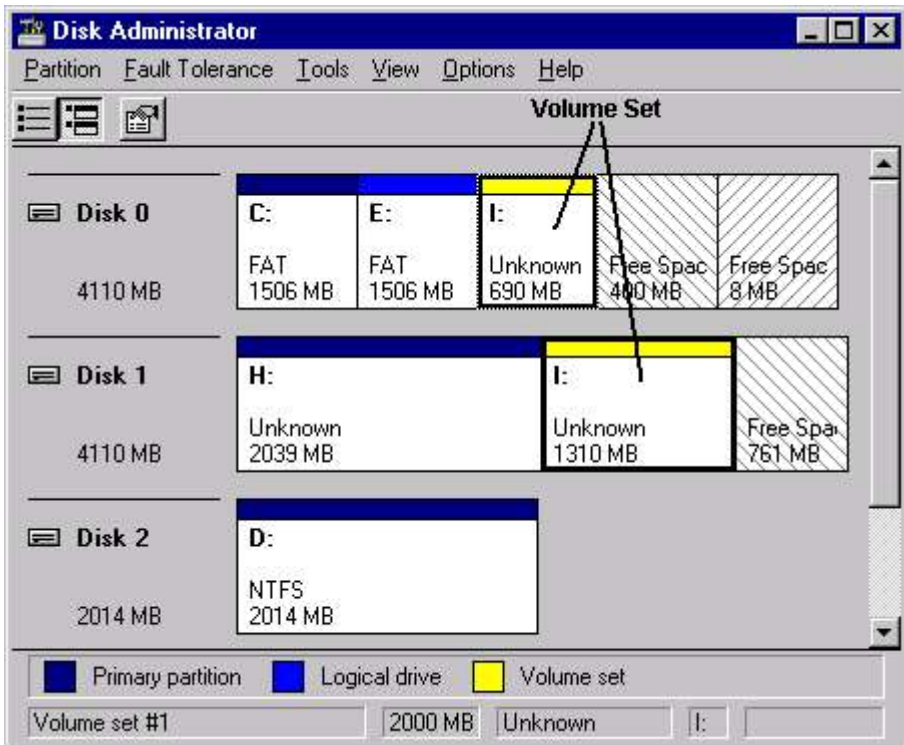 Disk Administrator
Partition Fault Tolerance Tools View Options Help
Volume Set
Disk 0
4110 MB
C:
FAT
1506 MB
E:
FAT
1506 MB
I:
Unknown
690 MB
Free Spac
400 MB
Free Spac
8 MB
Disk 1
4110 MB
H:
Unknown
2039 MB
I:
Unknown
1310 MB
Free Spa
761 MB
Disk 2
2014 MB
D:
NTFS
2014 MB
Primary partition Logical drive Volume set
Volume set #1 2000 MB Unknown I: